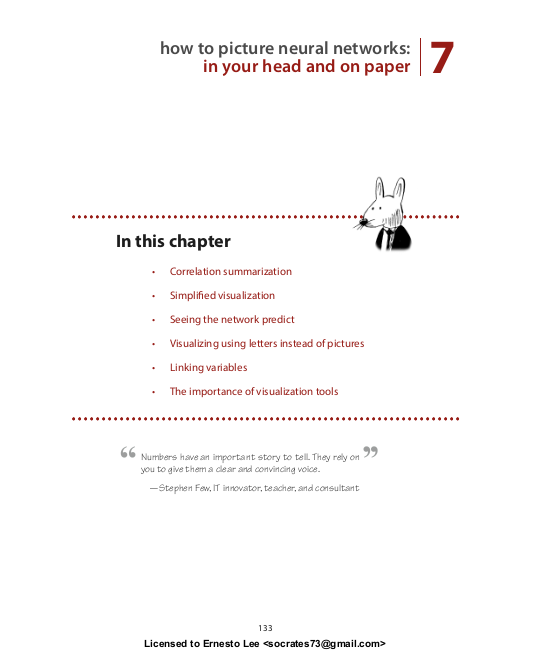 how to picture neural networks:
in your head and on paper
7
In this chapter
• Correlation summarization
• Simplified visualization
• Seeing the network predict
• Visualizing using letters instead of pictures
• Linking variables
• The importance of visualization tools
“ Numbers have an important story to tell. They rely on ”
you to give them a clear and convincing voice.
—Stephen Few, IT innovator, teacher, and consultant
133
Licensed to Ernesto Lee <socrates73@gmail.com>